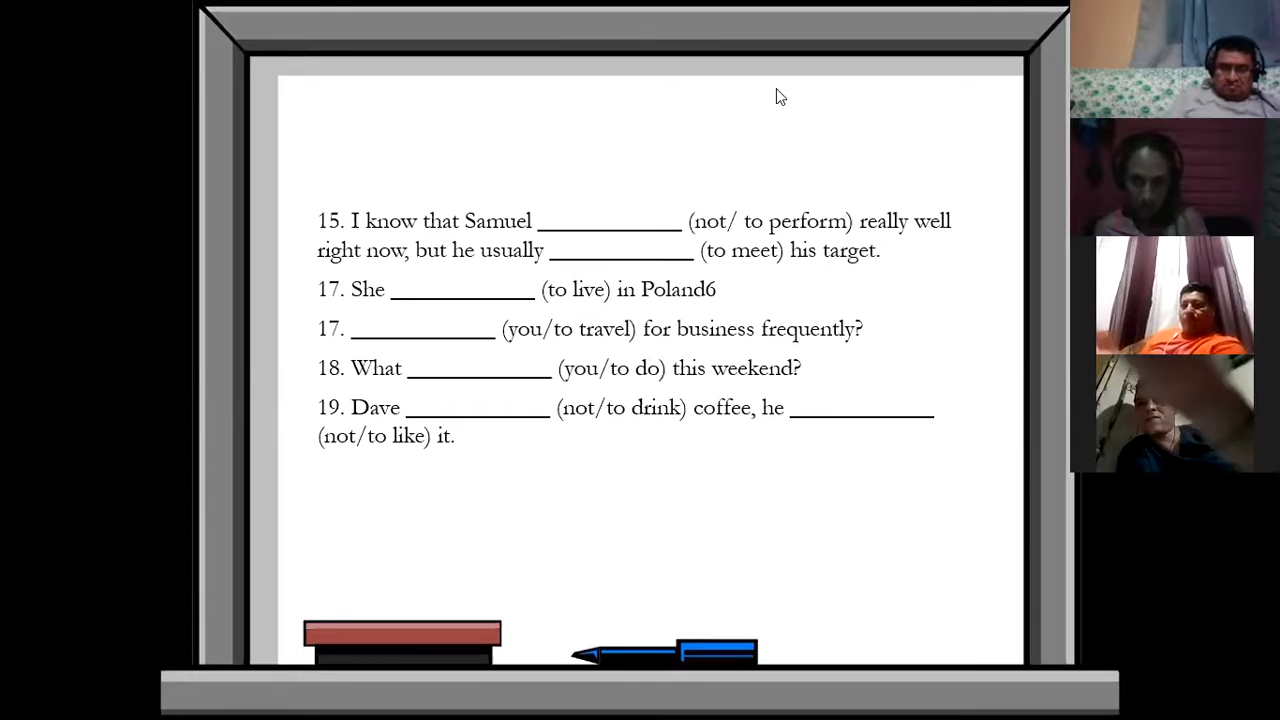 15. I know that Samuel _____________ (not/ to perform) really well
right now, but he usually _____________ (to meet) his target.
17. She _____________ (to live) in Poland6
17. _____________ (you/to travel) for business frequently?
18. What _____________ (you/to do) this weekend?
19. Dave _____________ (not/to drink) coffee, he _____________
(not/to like) it.